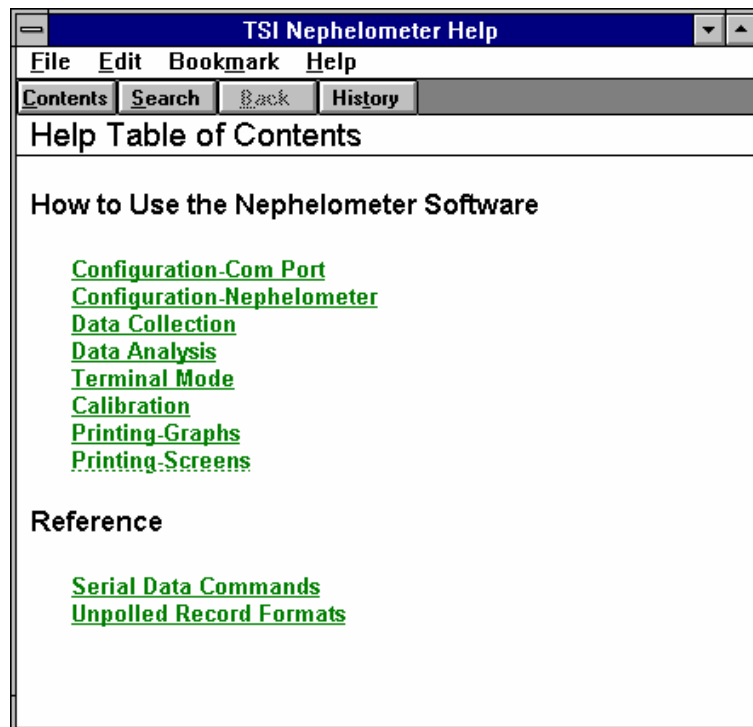 TSI Nephelometer Help
File Edit Bookmark Help
Contents Search Back History
Help Table of Contents
How to Use the Nephelometer Software
Configuration-Com Port
Configuration-Nephelometer
Data Collection
Data Analysis
Terminal Mode
Calibration
Printing-Graphs
Printing-Screens
Reference
Serial Data Commands
Unpolled Record Formats